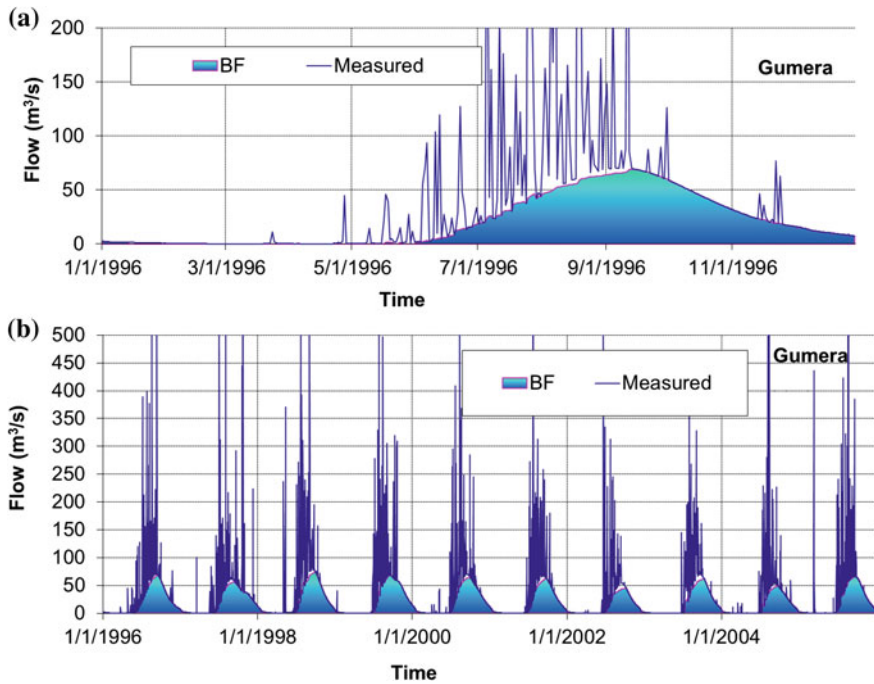 (a)
200
150
100
50
0
Flow (m³/s)
BF
Measured
Gumera
1/1/1996
3/1/1996
5/1/1996
7/1/1996
9/1/1996
11/1/1996
Time
(b)
500
450
400
350
300
250
200
150
100
50
0
Flow (m³/s)
BF
Measured
Gumera
1/1/1996
1/1/1998
1/1/2000
1/1/2002
1/1/2004
Time